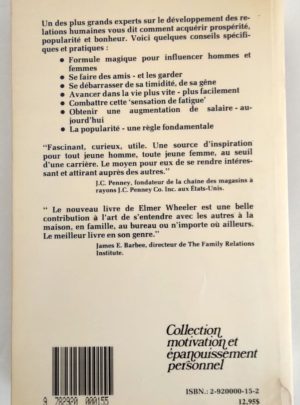 Un des plus grands experts sur le développement des re-
lations humaines vous dit comment acquérir prospérité,
popularité et bonheur. Voici quelques conseils spécifi-
ques et pratiques :
• Formule magique pour influencer hommes et
femmes
• Se faire des amis - et les garder
• Se débarrasser de sa timidité, de sa gêne
• Avancer dans la vie plus vite - plus facilement
• Combattre cette 'sensation de fatigue'
• Obtenir une augmentation de salaire - au-
jourd'hui
• La popularité - une règle fondamentale
"Fascinant, curieux, utile. Une source d'inspiration
pour tout jeune homme, toute jeune femme, au seuil
d'une carrière. Le moyen pour eux de se rendre intéres-
sant et attirant auprès des autres."
J.C. Penney, fondateur de la chaîne des magasins à
rayons J.C. Penney Co. Inc. aux États-Unis.
"Le nouveau livre de Elmer Wheeler est une belle
contribution à l'art de s'entendre avec les autres à la
maison, en famille, au bureau ou n'importe où ailleurs.
Le meilleur livre en son genre."
James E. Barbee, directeur de The Family Relations
Institute.
Collection
motivation et
épanouissement
personnel
9 782920 000155
ISBN.: 2-920000-15-2
12,95$